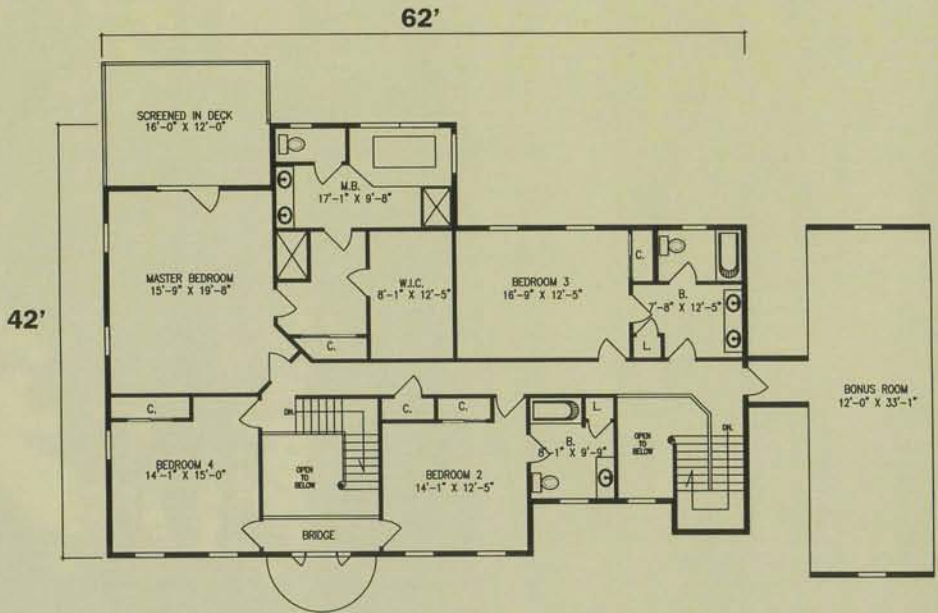 62'
SCREENED IN DECK
16'-0" X 12'-0"
42'
M.B.
17'-1" X 9'-8"
MASTER BEDROOM
15'-9" X 19'-8"
W.I.C.
8'-1" X 12'-5"
BEDROOM 3
16'-9" X 12'-5"
C.
B.
7'-8" X 12'-5"
L.
C.
BONUS ROOM
12'-0" X 33'-1"
C.
DN.
C.
C.
L.
B.
8'-1" X 9'-9"
OPEN
TO
BELOW
DN.
BEDROOM 4
14'-1" X 15'-0"
OPEN
TO
BELOW
BEDROOM 2
14'-1" X 12'-5"
BRIDGE